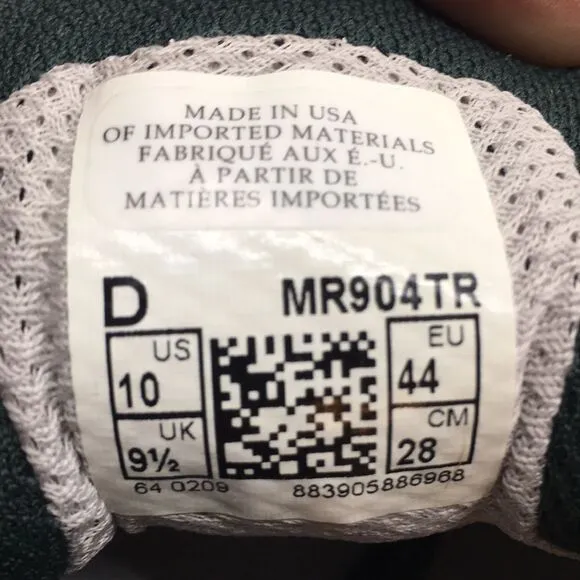 MADE IN USA
OF IMPORTED MATERIALS
FABRIQUÉ AUX É.-U.
À PARTIR DE
MATIÈRES IMPORTÉES
D MR904TR
US 10
EU 44
UK 9½
CM 28
64 0209 883905886968